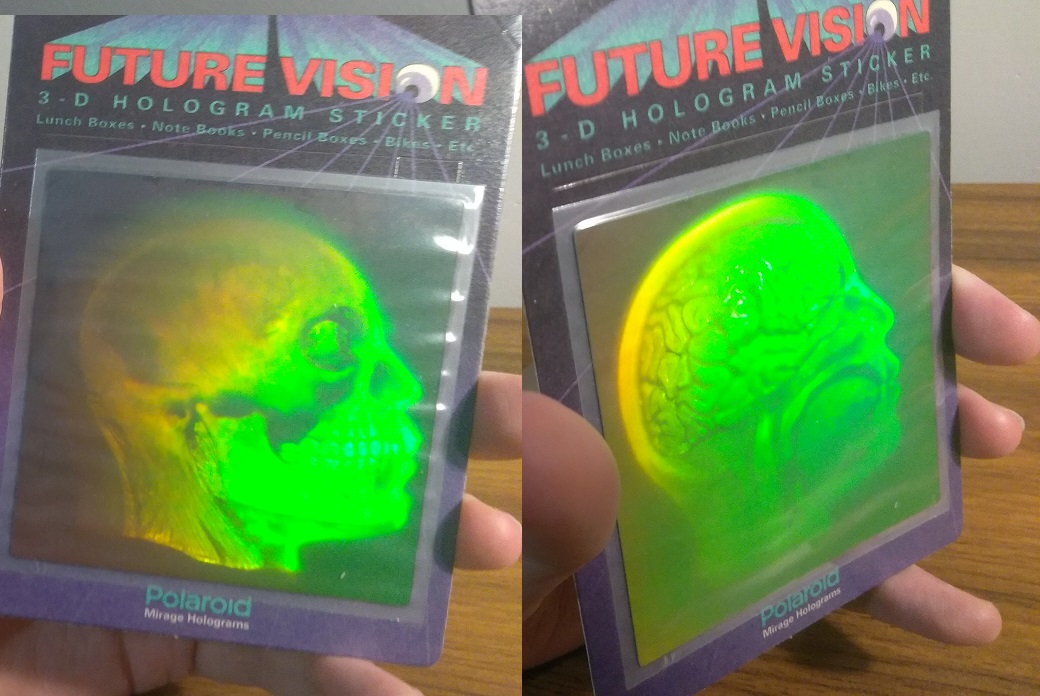 FUTURE VISION
3-D HOLOGRAM STICKER
Lunch Boxes • Note Books • Pencil Boxes • Bikes • Etc.
Polaroid
Mirage Holograms
FUTURE VISION
3-D HOLOGRAM STICKER
Lunch Boxes • Note Books • Pencil Boxes • Bikes • Etc.
Polaroid
Mirage Holograms